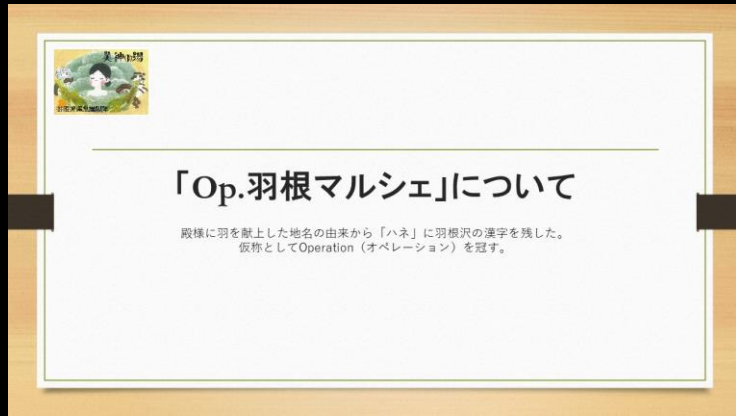 美神の湯
「Op.羽根マルシェ」について
殿様に羽を献上した地名の由来から「ハネ」に羽根沢の漢字を残した。
仮称としてOperation（オペレーション）を冠す。